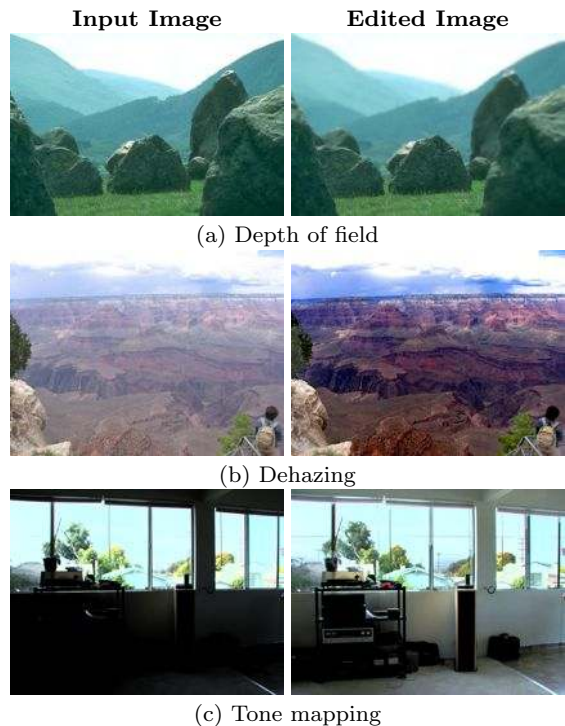 Input Image Edited Image
(a) Depth of field
(b) Dehazing
(c) Tone mapping